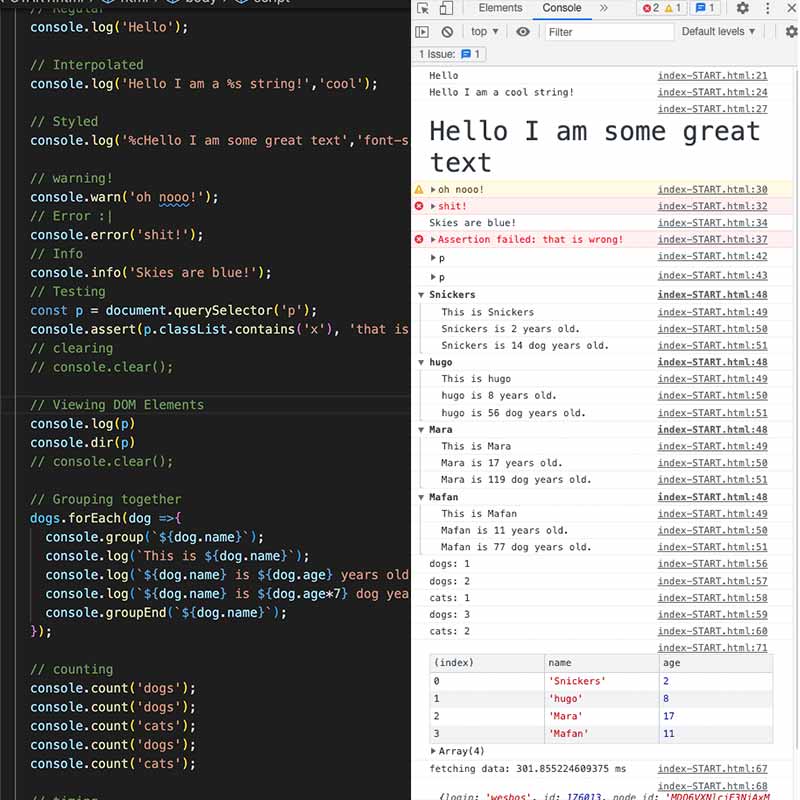 // Regular
console.log('Hello');
// Interpolated
console.log('Hello I am a %s string!','cool');
// Styled
console.log('%cHello I am some great text','font-s
// warning!
console.warn('oh nooo!');
// Error :|
console.error('shit!');
// Info
console.info('Skies are blue!');
// Testing
const p = document.querySelector('p');
console.assert(p.classList.contains('x'), 'that is
// clearing
// console.clear();
// Viewing DOM Elements
console.log(p)
console.dir(p)
// console.clear();
// Grouping together
dogs.forEach(dog =>{
console.group(`${dog.name}`);
console.log(`This is ${dog.name}`);
console.log(`${dog.name} is ${dog.age} years old
console.log(`${dog.name} is ${dog.age*7} dog yea
console.groupEnd(`${dog.name}`);
});
// counting
console.count('dogs');
console.count('dogs');
console.count('cats');
console.count('dogs');
console.count('cats');
// timing
Elements Console » 2 1 1
top ▼ Filter Default levels ▼
1 Issue: 1
Hello index-START.html:21
Hello I am a cool string! index-START.html:24
index-START.html:27
Hello I am some great
text
oh nooo! index-START.html:30
shit! index-START.html:32
Skies are blue! index-START.html:34
Assertion failed: that is wrong! index-START.html:37
p index-START.html:42
p index-START.html:43
Snickers index-START.html:48
This is Snickers index-START.html:49
Snickers is 2 years old. index-START.html:50
Snickers is 14 dog years old. index-START.html:51
hugo index-START.html:48
This is hugo index-START.html:49
hugo is 8 years old. index-START.html:50
hugo is 56 dog years old. index-START.html:51
Mara index-START.html:48
This is Mara index-START.html:49
Mara is 17 years old. index-START.html:50
Mara is 119 dog years old. index-START.html:51
Mafan index-START.html:48
This is Mafan index-START.html:49
Mafan is 11 years old. index-START.html:50
Mafan is 77 dog years old. index-START.html:51
dogs: 1 index-START.html:56
dogs: 2 index-START.html:57
cats: 1 index-START.html:58
dogs: 3 index-START.html:59
cats: 2 index-START.html:60
index-START.html:71
(index) name age
0 'Snickers' 2
1 'hugo' 8
2 'Mara' 17
3 'Mafan' 11
Array(4)
fetching data: 301.855224609375 ms index-START.html:67
index-START.html:68
{login: 'wesbos', id: 176013, node_id: